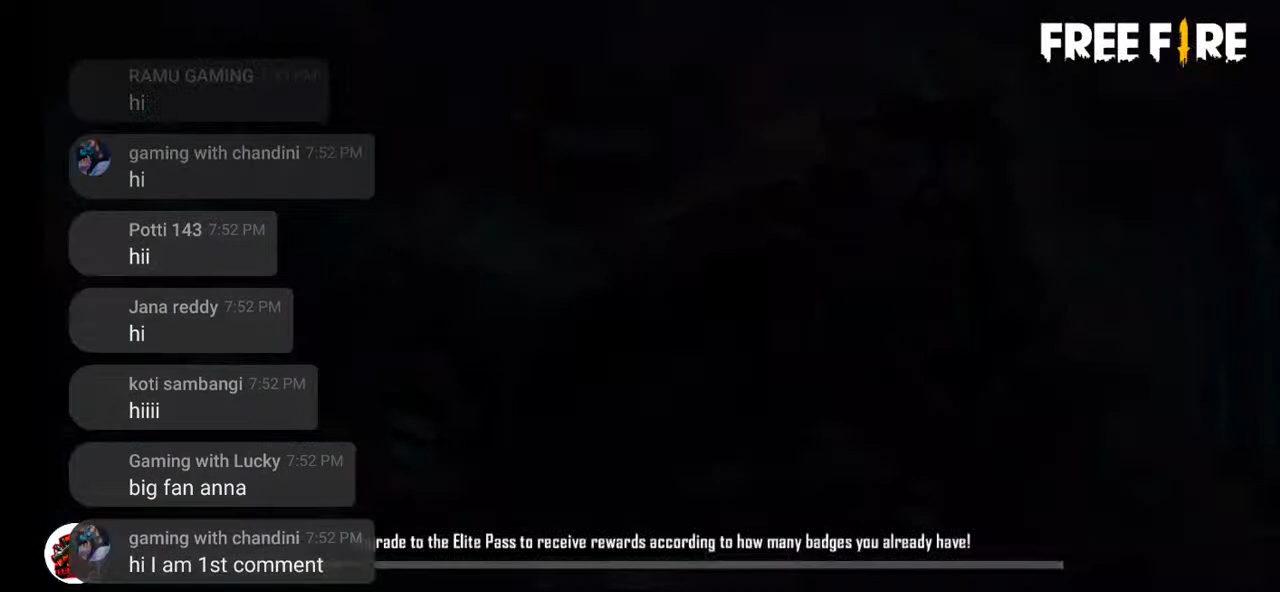 FREE FIRE
RAMU GAMING
hi
gaming with chandini 7:52 PM
hi
Potti 143 7:52 PM
hii
Jana reddy 7:52 PM
hi
koti sambangi 7:52 PM
hiiii
Gaming with Lucky 7:52 PM
big fan anna
gaming with chandini 7:52 PM
rade to the Elite Pass to receive rewards according to how many badges you already have!
hi I am 1st comment